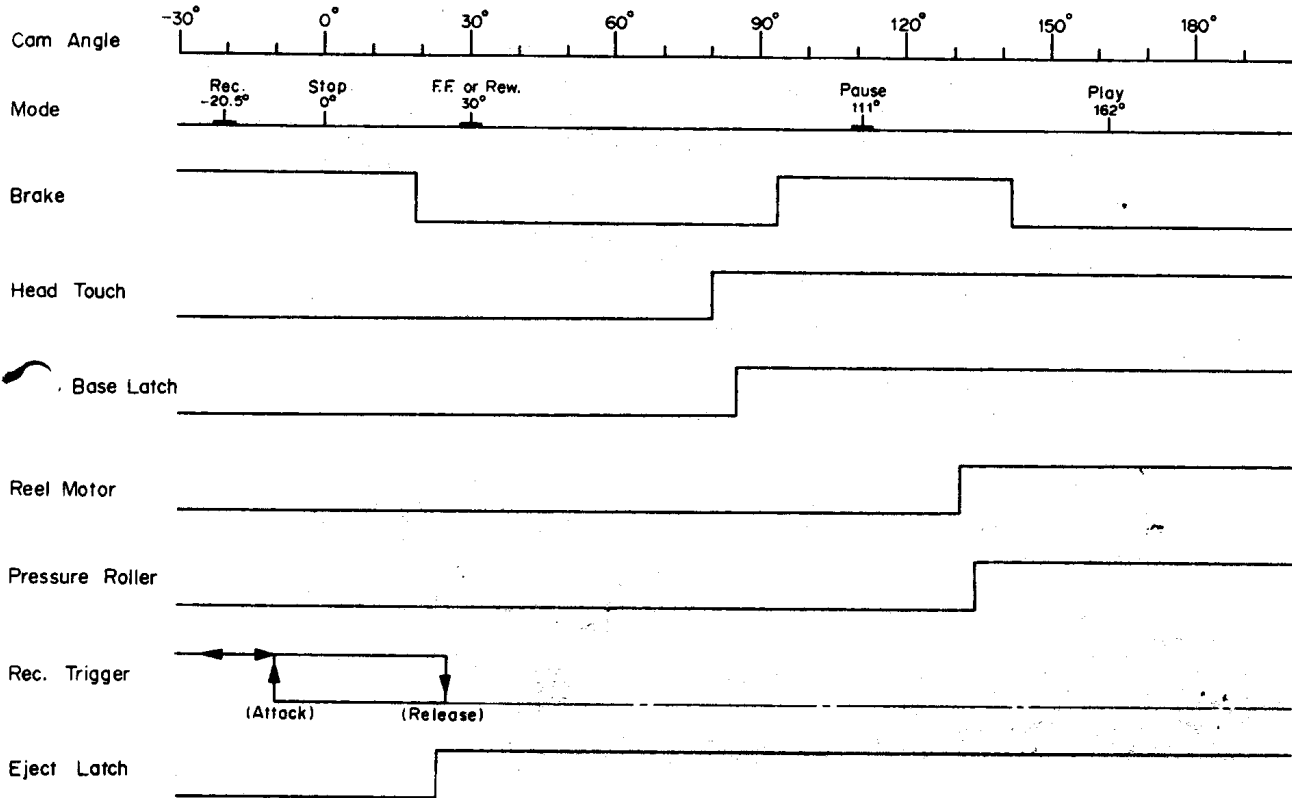 -30° 0° 30° 60° 90° 120° 150° 180°
Cam Angle
Rec. Stop F.F. or Rew. Pause Play
-20.5° 0° 30° 111° 162°
Mode
Brake
Head Touch
Base Latch
Reel Motor
Pressure Roller
Rec. Trigger
(Attack) (Release)
Eject Latch